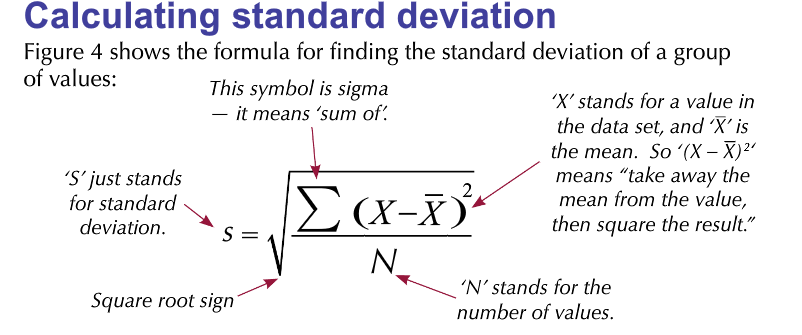 Calculating standard deviation
Figure 4 shows the formula for finding the standard deviation of a group
of values:
This symbol is sigma
— it means ‘sum of’.
‘X’ stands for a value in
the data set, and ‘X̅’ is
the mean. So ‘(X – X̅)²‘
means “take away the
mean from the value,
then square the result.”
‘S’ just stands
for standard
deviation.
S = √(∑ (X–X̅)² / N)
Square root sign
‘N’ stands for the
number of values.